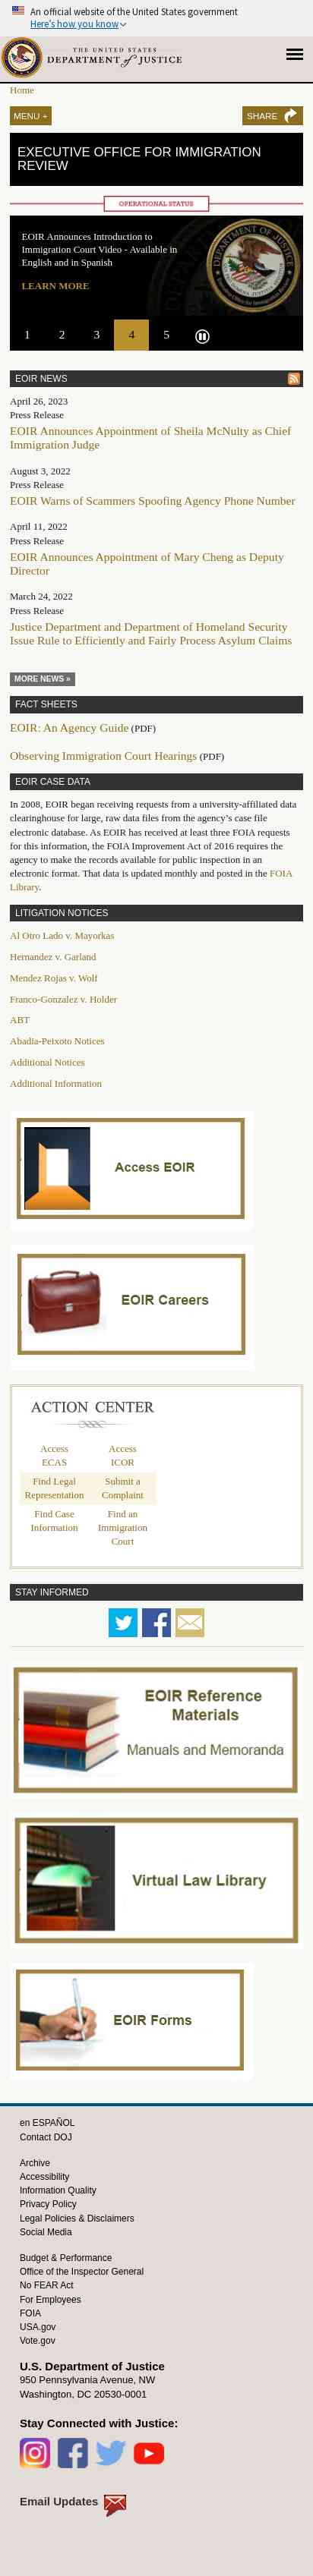 An official website of the United States government
Here's how you know
THE UNITED STATES
DEPARTMENT OF JUSTICE
Home
MENU +
SHARE
EXECUTIVE OFFICE FOR IMMIGRATION
REVIEW
OPERATIONAL STATUS
EOIR Announces Introduction to
Immigration Court Video - Available in
English and in Spanish
LEARN MORE
1 2 3 4 5
EOIR NEWS
April 26, 2023
Press Release
EOIR Announces Appointment of Sheila McNulty as Chief
Immigration Judge
August 3, 2022
Press Release
EOIR Warns of Scammers Spoofing Agency Phone Number
April 11, 2022
Press Release
EOIR Announces Appointment of Mary Cheng as Deputy
Director
March 24, 2022
Press Release
Justice Department and Department of Homeland Security
Issue Rule to Efficiently and Fairly Process Asylum Claims
MORE NEWS »
FACT SHEETS
EOIR: An Agency Guide (PDF)
Observing Immigration Court Hearings (PDF)
EOIR CASE DATA
In 2008, EOIR began receiving requests from a university-affiliated data
clearinghouse for large, raw data files from the agency's case file
electronic database. As EOIR has received at least three FOIA requests
for this information, the FOIA Improvement Act of 2016 requires the
agency to make the records available for public inspection in an
electronic format. That data is updated monthly and posted in the FOIA
Library.
LITIGATION NOTICES
Al Otro Lado v. Mayorkas
Hernandez v. Garland
Mendez Rojas v. Wolf
Franco-Gonzalez v. Holder
ABT
Abadia-Peixoto Notices
Additional Notices
Additional Information
Access EOIR
EOIR Careers
ACTION CENTER
Access
ECAS
Access
ICOR
Find Legal
Representation
Submit a
Complaint
Find Case
Information
Find an
Immigration
Court
STAY INFORMED
EOIR Reference
Materials
Manuals and Memoranda
Virtual Law Library
EOIR Forms
en ESPAÑOL
Contact DOJ
Archive
Accessibility
Information Quality
Privacy Policy
Legal Policies & Disclaimers
Social Media
Budget & Performance
Office of the Inspector General
No FEAR Act
For Employees
FOIA
USA.gov
Vote.gov
U.S. Department of Justice
950 Pennsylvania Avenue, NW
Washington, DC 20530-0001
Stay Connected with Justice:
Email Updates